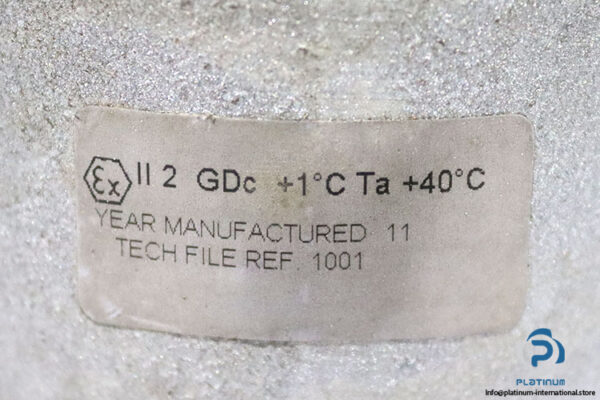 Ex II 2 GDc +1°C Ta +40°C
YEAR MANUFACTURED 11
TECH FILE REF. 1001
PLATINUM
Info@platinum-international.store